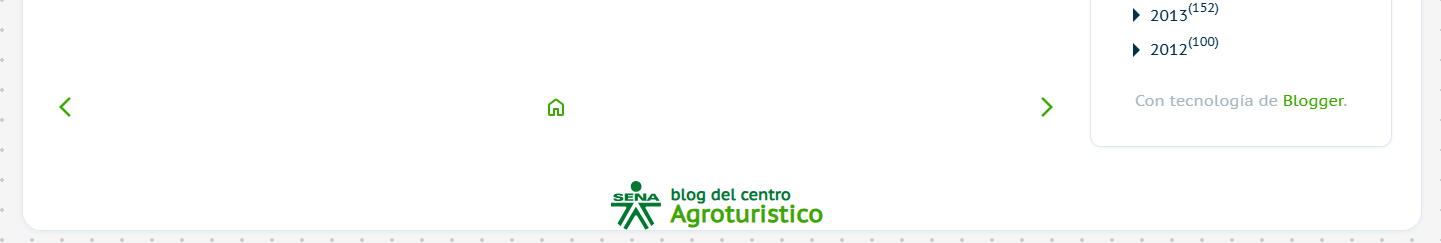 2013(152)
2012(100)
Con tecnología de Blogger.
SENA
blog del centro
Agroturistico